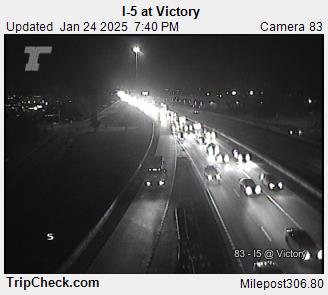 I-5 at Victory
Updated Jan 24 2025 7:40 PM Camera 83
T
S
83 - I5 @ Victory
TripCheck.com Milepost306.80